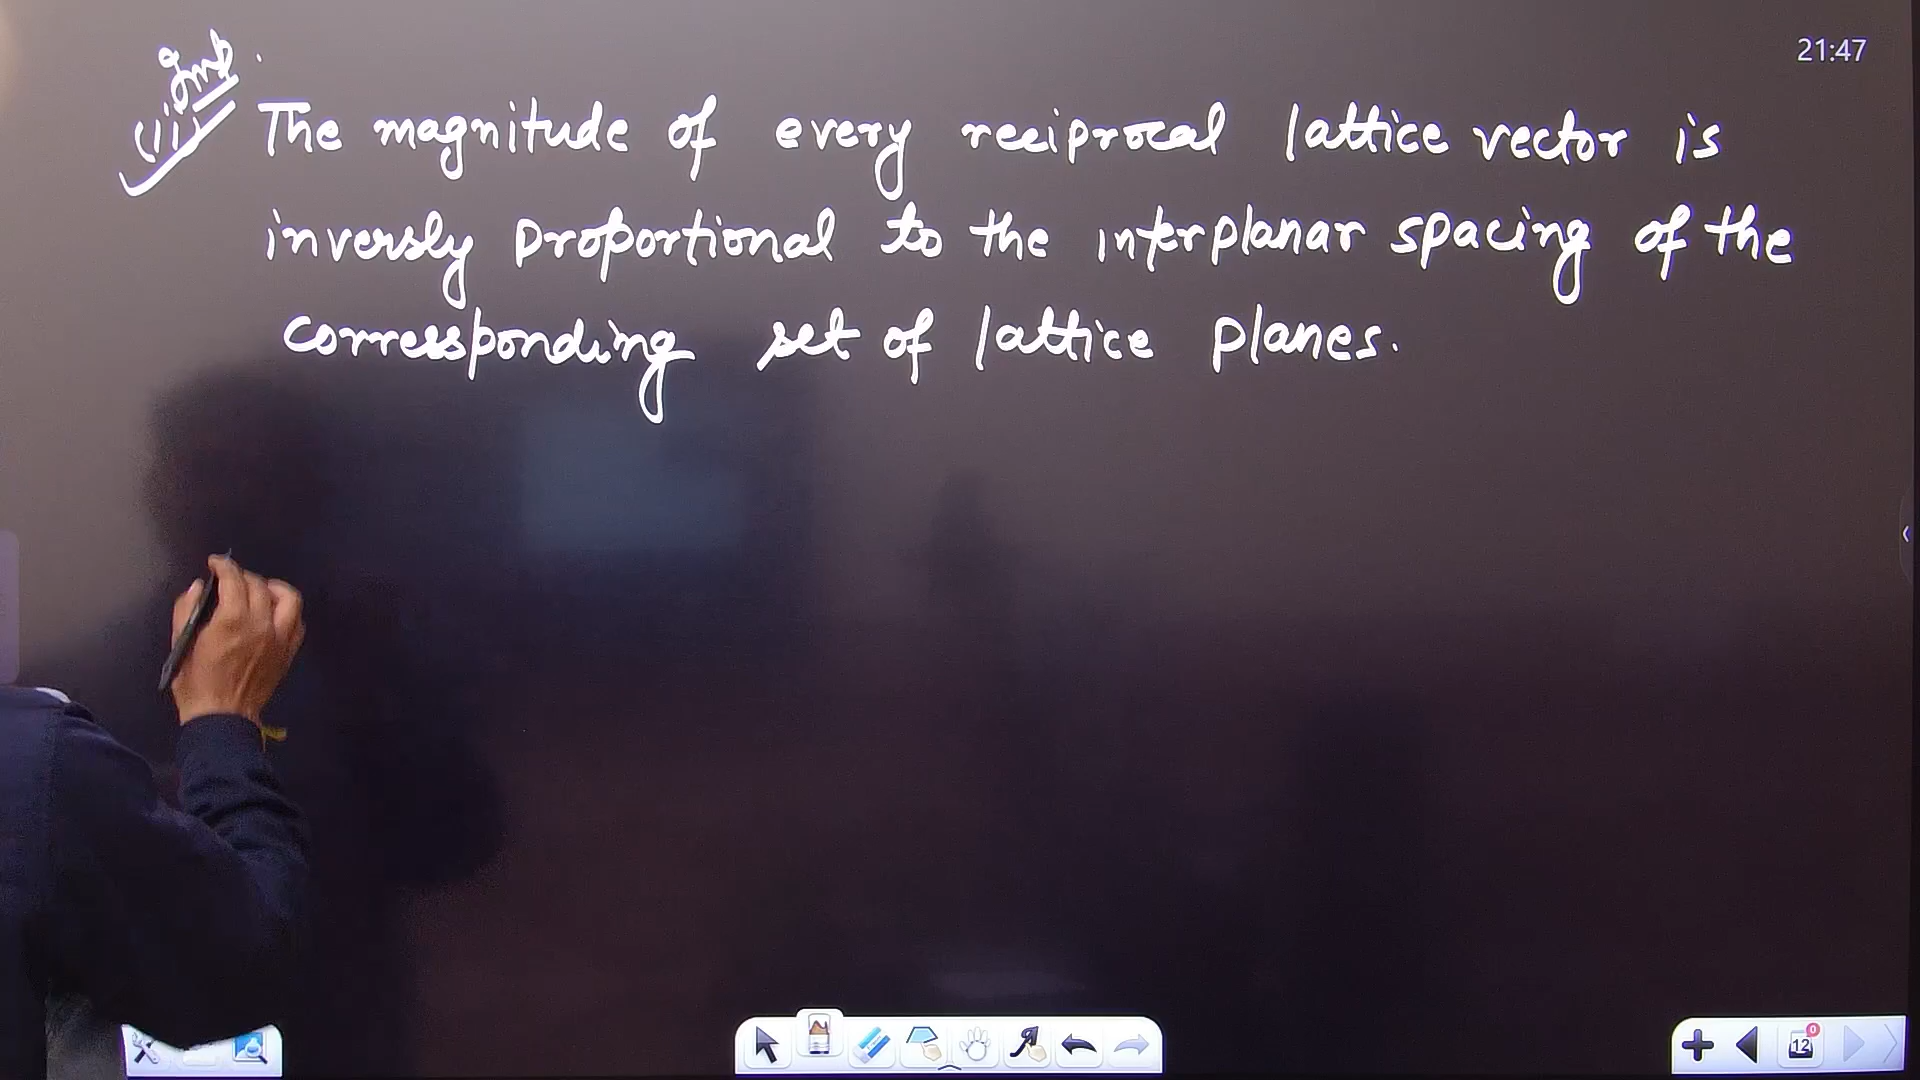 21:47
Imp.
(ii) The magnitude of every reciprocal lattice vector is
inversly proportional to the interplanar spacing of the
corresponding set of lattice planes.
12
0